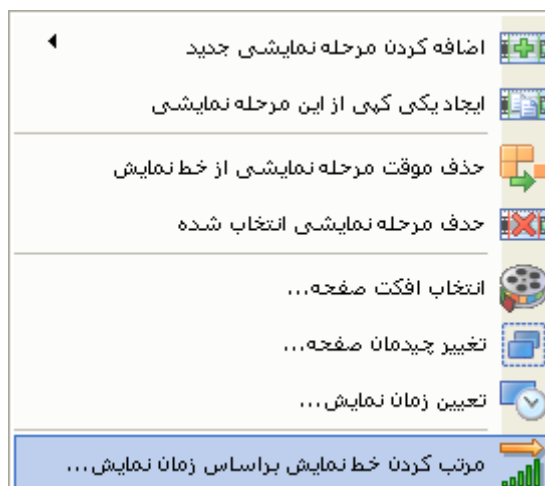 اضافه کردن مرحله نمایشی جدید
ایجاد یکی کپی از این مرحله نمایشی
حذف موقت مرحله نمایشی از خط نمایش
حدف مرحله نمایشی انتخاب شده
انتخاب افکت صفحه...
تغییر چیدمان صفحه...
تعیین زمان نمایش...
مرتب کردن خط نمایش براساس زمان نمایش...